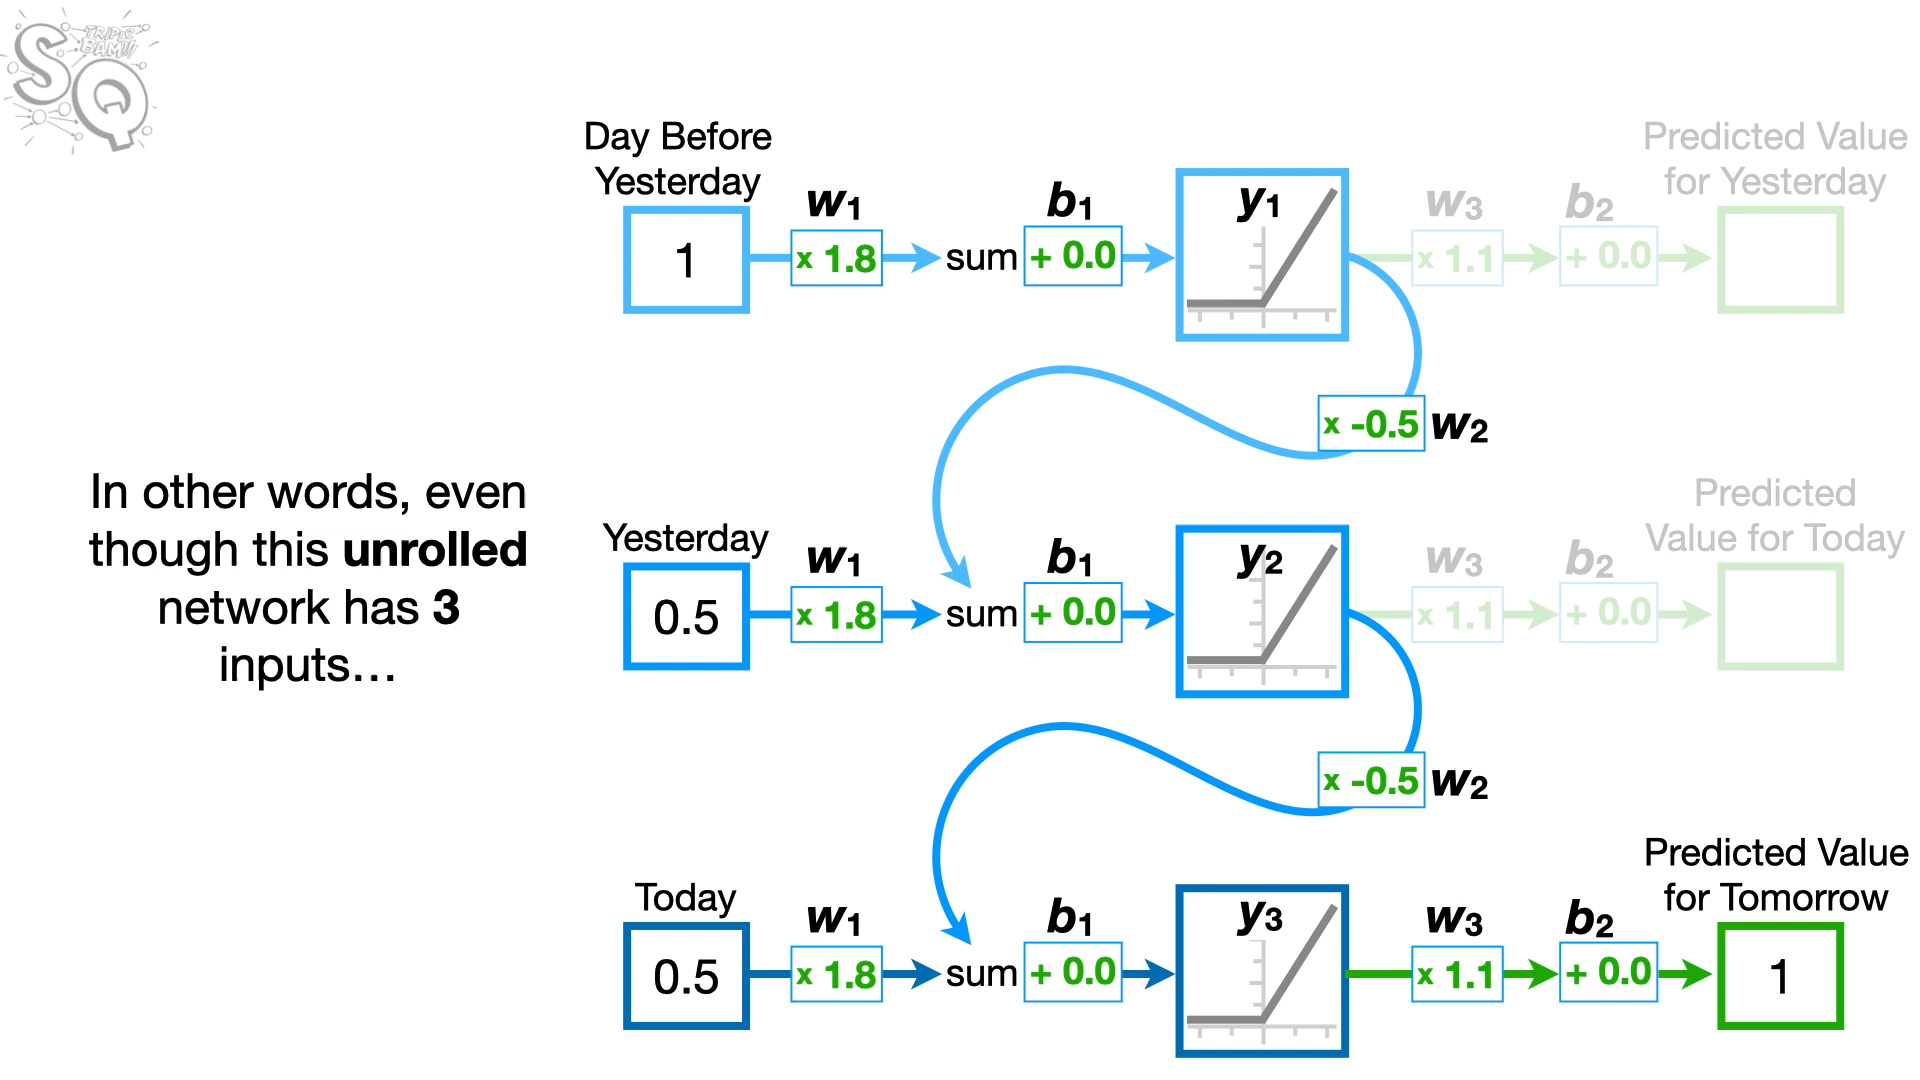 SQ
TRIPLE
BAM!!!
Day Before
Yesterday
1
w1
x 1.8
sum
b1
+ 0.0
y1
w3
x 1.1
b2
+ 0.0
Predicted Value
for Yesterday
x -0.5 w2
In other words, even
though this unrolled
network has 3
inputs…
Yesterday
0.5
w1
x 1.8
sum
b1
+ 0.0
y2
w3
x 1.1
b2
+ 0.0
Predicted
Value for Today
x -0.5 w2
Today
0.5
w1
x 1.8
sum
b1
+ 0.0
y3
w3
x 1.1
b2
+ 0.0
Predicted Value
for Tomorrow
1